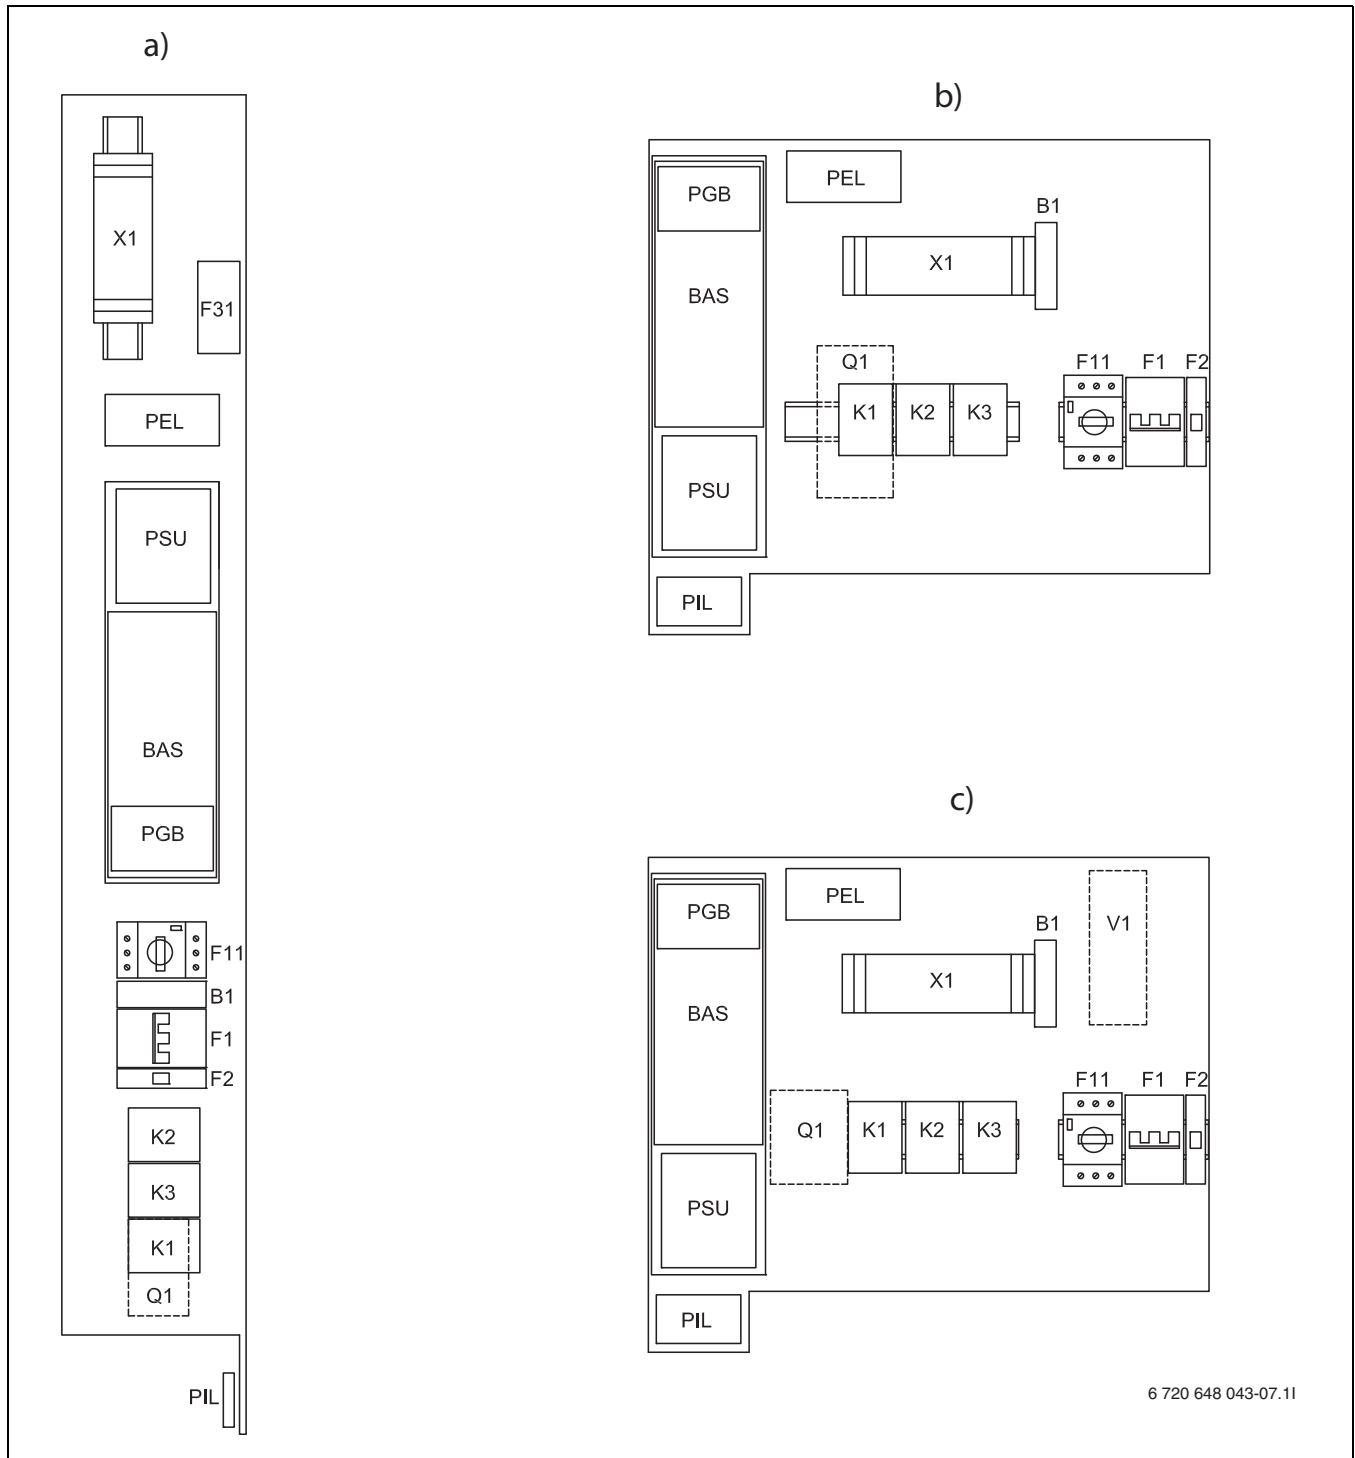 a)
X1
F31
PEL
PSU
BAS
PGB
F11
B1
F1
F2
K2
K3
K1
Q1
PIL
b)
PGB
PEL
B1
X1
BAS
Q1
F11 F1 F2
K1 K2 K3
PSU
PIL
c)
PGB
PEL
B1
V1
X1
BAS
F11 F1 F2
Q1 K1 K2 K3
PSU
PIL
6 720 648 043-07.1I